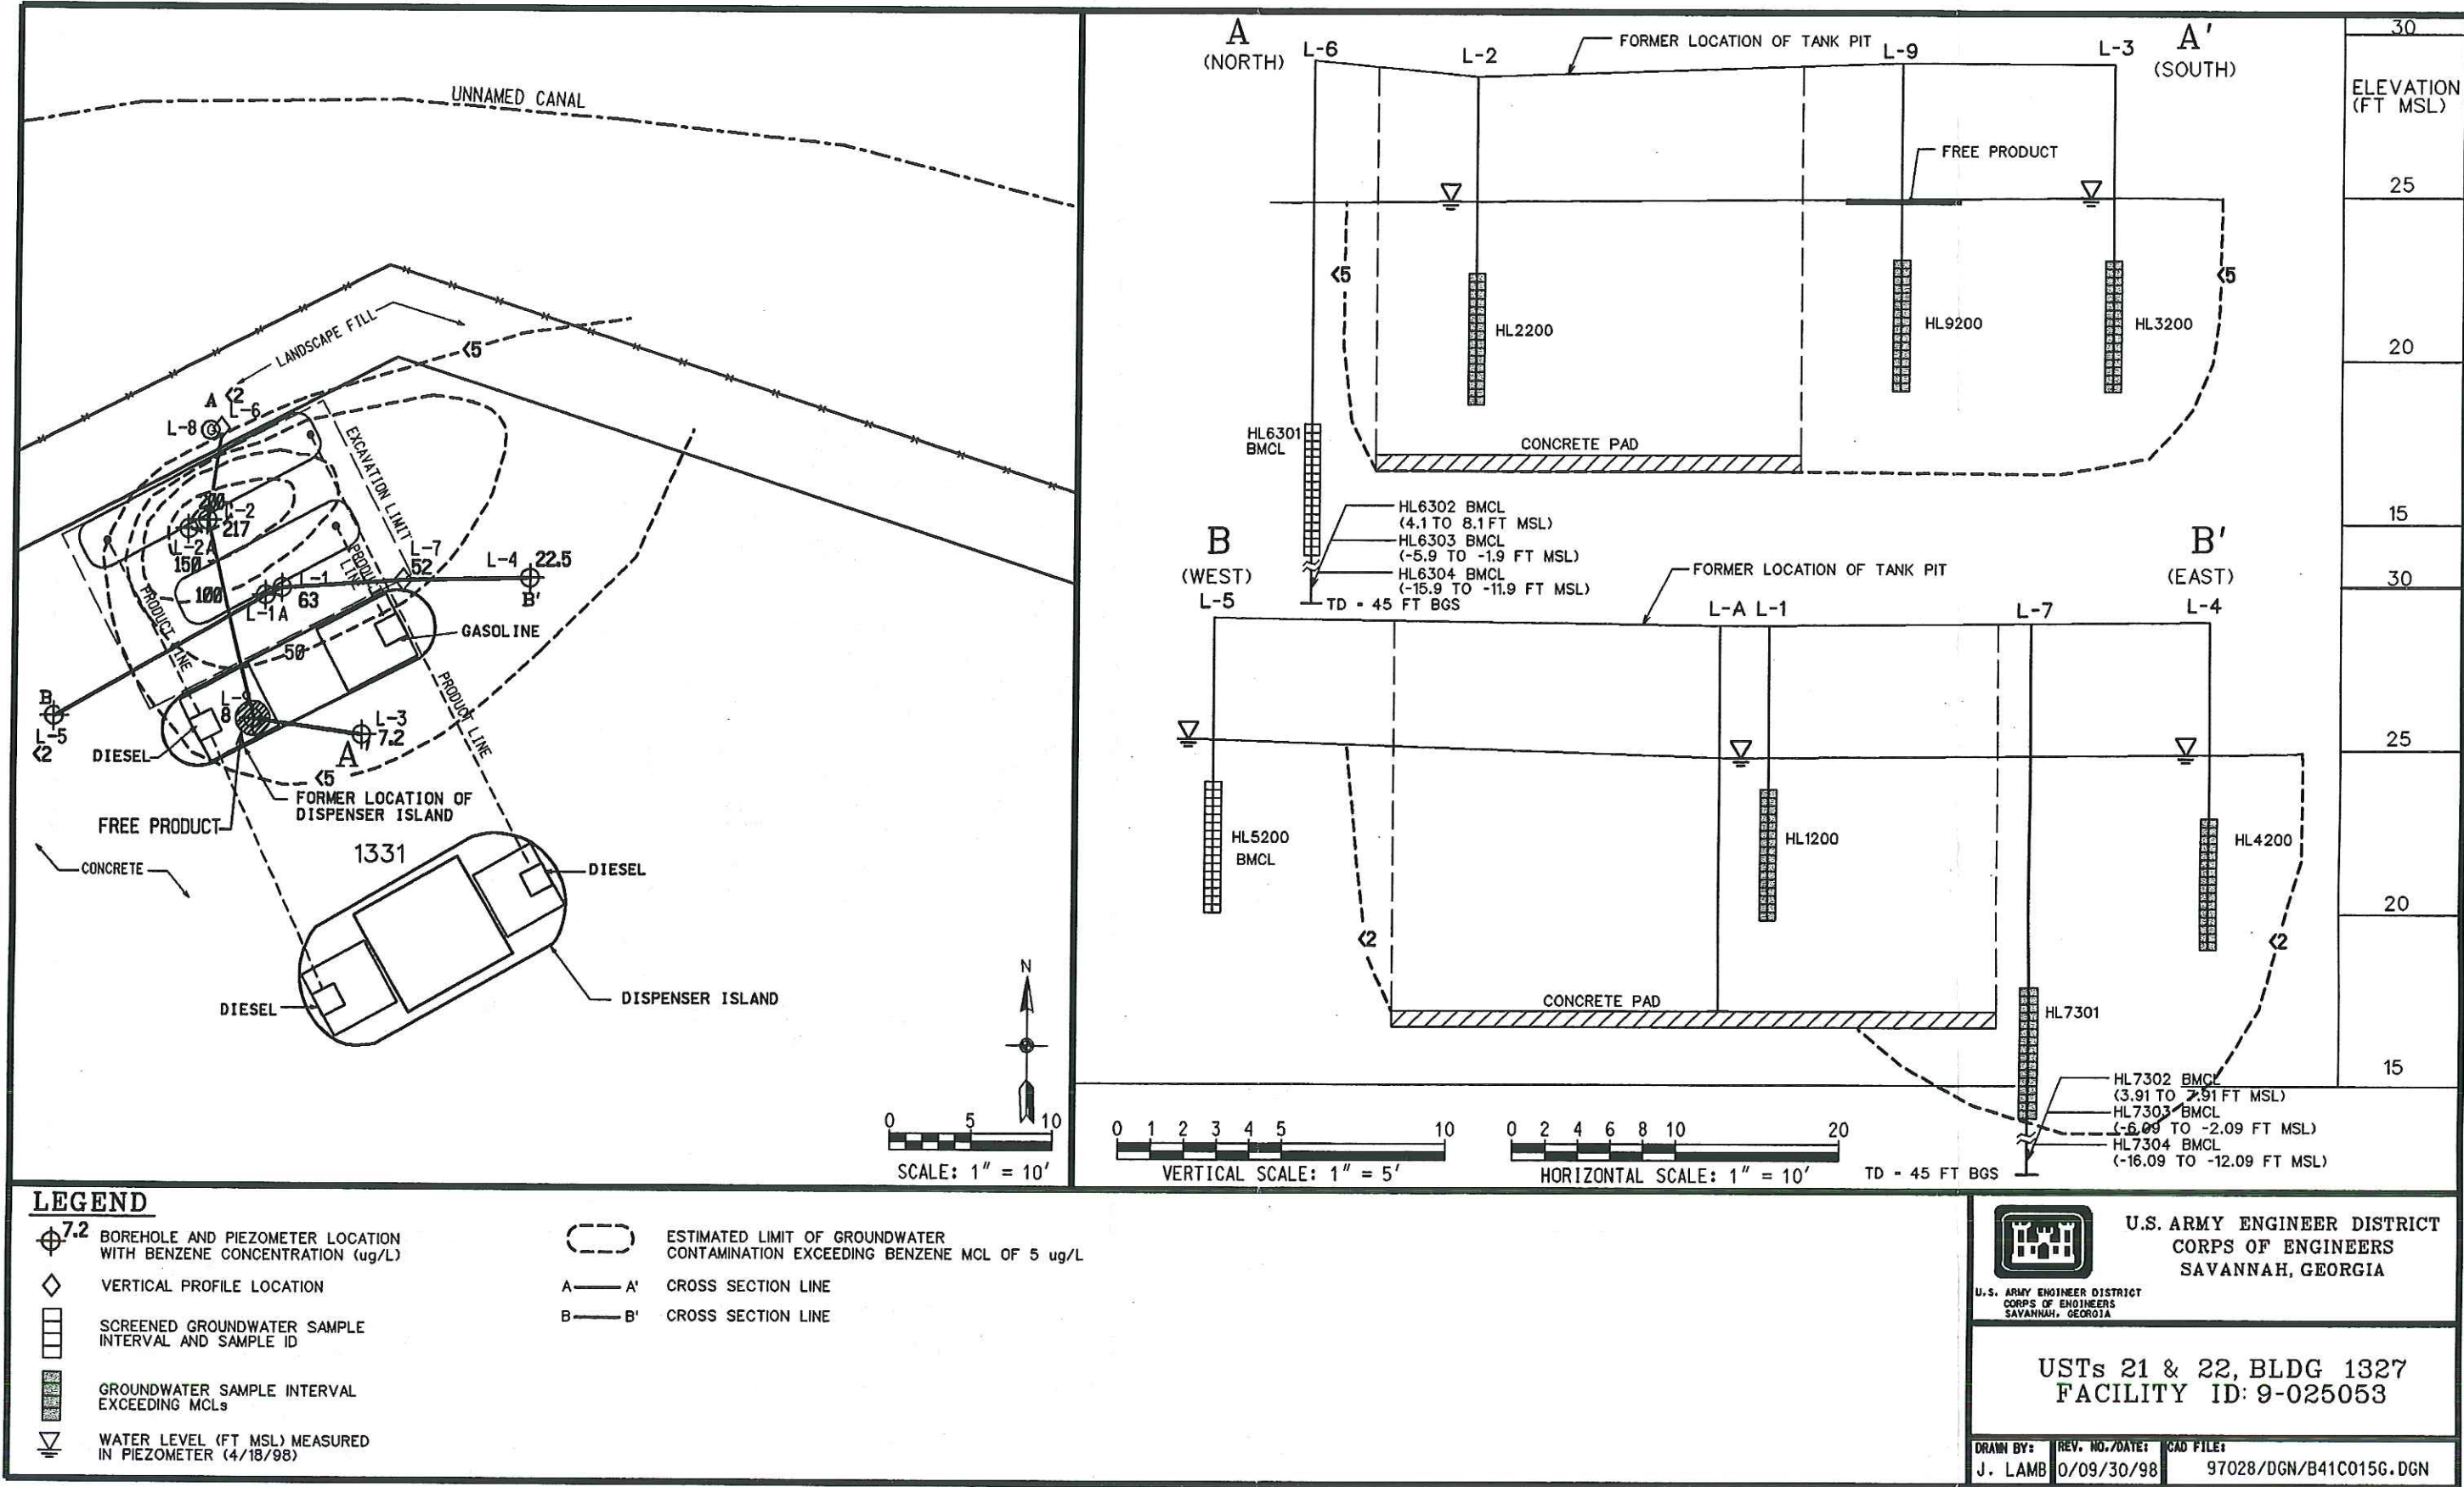 UNNAMED CANAL
LANDSCAPE FILL
<5
A
<2
L-6
L-8
EXCAVATION LIMIT
200
L-2
217
L-2A
150
100
L-1
63
L-1A
PRODUCT LINE
PRODUCT LINE
L-7
52
L-4
22.5
B'
GASOLINE
50
PRODUCT LINE
B
L-5
<2
L-9
8
DIESEL
L-3
7.2
A'
<5
FORMER LOCATION OF
DISPENSER ISLAND
FREE PRODUCT
CONCRETE
1331
DIESEL
DIESEL
DISPENSER ISLAND
N
0 5 10
SCALE: 1" = 10'
A
(NORTH)
L-6
L-2
FORMER LOCATION OF TANK PIT
L-9
L-3
A'
(SOUTH)
FREE PRODUCT
<5
<5
HL2200
HL9200
HL3200
HL6301
BMCL
CONCRETE PAD
HL6302 BMCL
(4.1 TO 8.1 FT MSL)
HL6303 BMCL
(-5.9 TO -1.9 FT MSL)
HL6304 BMCL
(-15.9 TO -11.9 FT MSL)
TD - 45 FT BGS
30
ELEVATION
(FT MSL)
25
20
15
B
(WEST)
L-5
FORMER LOCATION OF TANK PIT
L-A L-1
L-7
B'
(EAST)
L-4
HL5200
BMCL
HL1200
HL4200
<2
<2
CONCRETE PAD
HL7301
HL7302 BMCL
(3.91 TO 7.91 FT MSL)
HL7303 BMCL
(-6.09 TO -2.09 FT MSL)
HL7304 BMCL
(-16.09 TO -12.09 FT MSL)
TD - 45 FT BGS
30
25
20
15
0 1 2 3 4 5 10
VERTICAL SCALE: 1" = 5'
0 2 4 6 8 10 20
HORIZONTAL SCALE: 1" = 10'
LEGEND
7.2
BOREHOLE AND PIEZOMETER LOCATION
WITH BENZENE CONCENTRATION (ug/L)
VERTICAL PROFILE LOCATION
SCREENED GROUNDWATER SAMPLE
INTERVAL AND SAMPLE ID
GROUNDWATER SAMPLE INTERVAL
EXCEEDING MCLs
WATER LEVEL (FT MSL) MEASURED
IN PIEZOMETER (4/18/98)
ESTIMATED LIMIT OF GROUNDWATER
CONTAMINATION EXCEEDING BENZENE MCL OF 5 ug/L
A A' CROSS SECTION LINE
B B' CROSS SECTION LINE
U.S. ARMY ENGINEER DISTRICT
CORPS OF ENGINEERS
SAVANNAH, GEORGIA
U.S. ARMY ENGINEER DISTRICT
CORPS OF ENGINEERS
SAVANNAH, GEORGIA
USTs 21 & 22, BLDG 1327
FACILITY ID: 9-025053
DRAWN BY:
J. LAMB
REV. NO./DATE:
0/09/30/98
CAD FILE:
97028/DGN/B41C015G.DGN